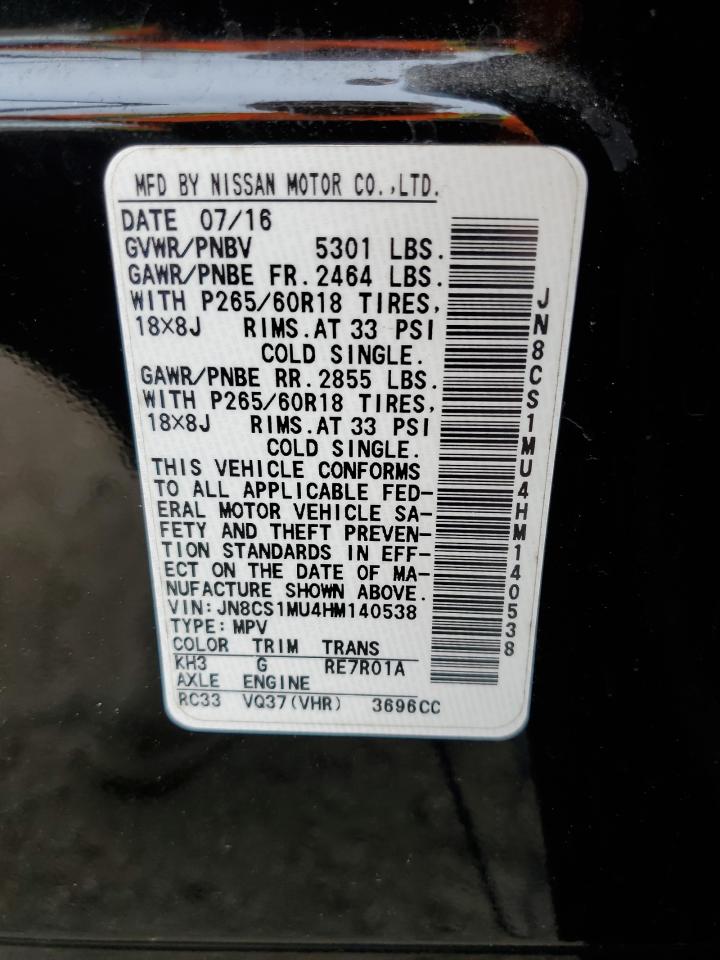 MFD BY NISSAN MOTOR CO.,LTD.
DATE 07/16
GVWR/PNBV 5301 LBS.
GAWR/PNBE FR. 2464 LBS.
WITH P265/60R18 TIRES,
18×8J RIMS. AT 33 PSI
COLD SINGLE.
GAWR/PNBE RR. 2855 LBS.
WITH P265/60R18 TIRES,
18×8J RIMS. AT 33 PSI
COLD SINGLE.
THIS VEHICLE CONFORMS
TO ALL APPLICABLE FED-
ERAL MOTOR VEHICLE SA-
FETY AND THEFT PREVEN-
TION STANDARDS IN EFF-
ECT ON THE DATE OF MA-
NUFACTURE SHOWN ABOVE.
VIN: JN8CS1MU4HM140538
TYPE: MPV
COLOR TRIM TRANS
KH3 G RE7R01A
AXLE ENGINE
RC33 VQ37(VHR) 3696CC
JN8CS1MU4HM140538